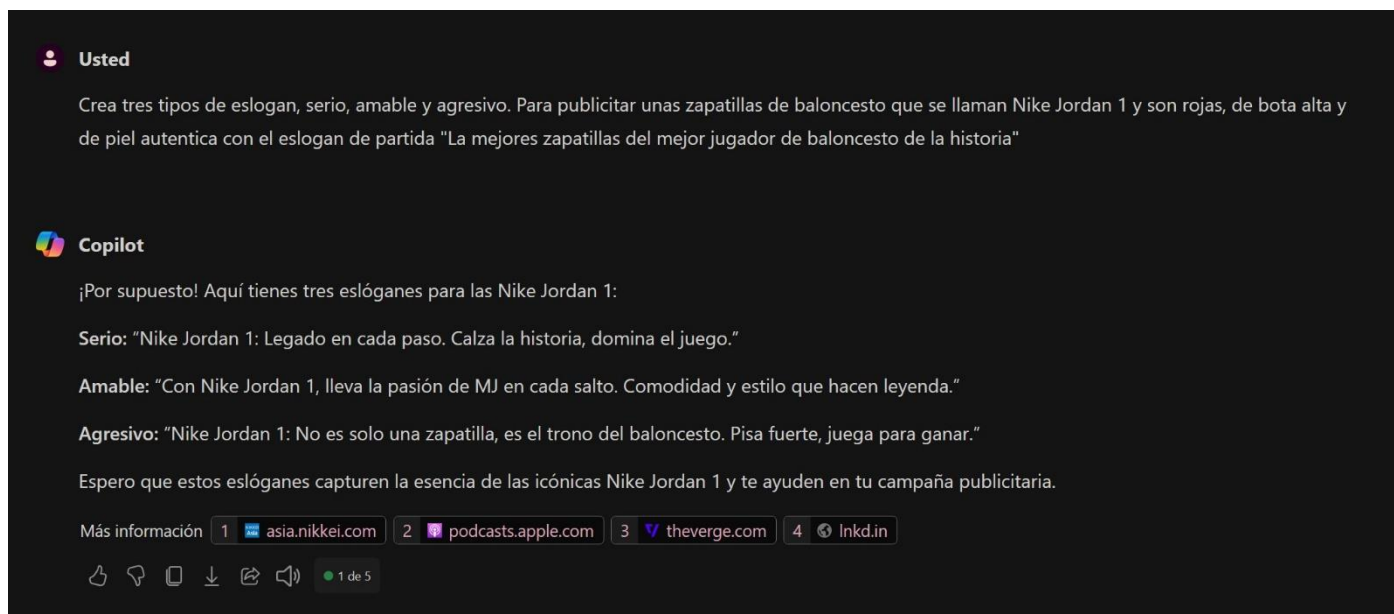 Usted
Crea tres tipos de eslogan, serio, amable y agresivo. Para publicitar unas zapatillas de baloncesto que se llaman Nike Jordan 1 y son rojas, de bota alta y
de piel autentica con el eslogan de partida "La mejores zapatillas del mejor jugador de baloncesto de la historia"
Copilot
¡Por supuesto! Aquí tienes tres eslóganes para las Nike Jordan 1:
Serio: “Nike Jordan 1: Legado en cada paso. Calza la historia, domina el juego.”
Amable: “Con Nike Jordan 1, lleva la pasión de MJ en cada salto. Comodidad y estilo que hacen leyenda.”
Agresivo: “Nike Jordan 1: No es solo una zapatilla, es el trono del baloncesto. Pisa fuerte, juega para ganar.”
Espero que estos eslóganes capturen la esencia de las icónicas Nike Jordan 1 y te ayuden en tu campaña publicitaria.
Más información 1 asia.nikkei.com 2 podcasts.apple.com 3 theverge.com 4 lnkd.in
1 de 5